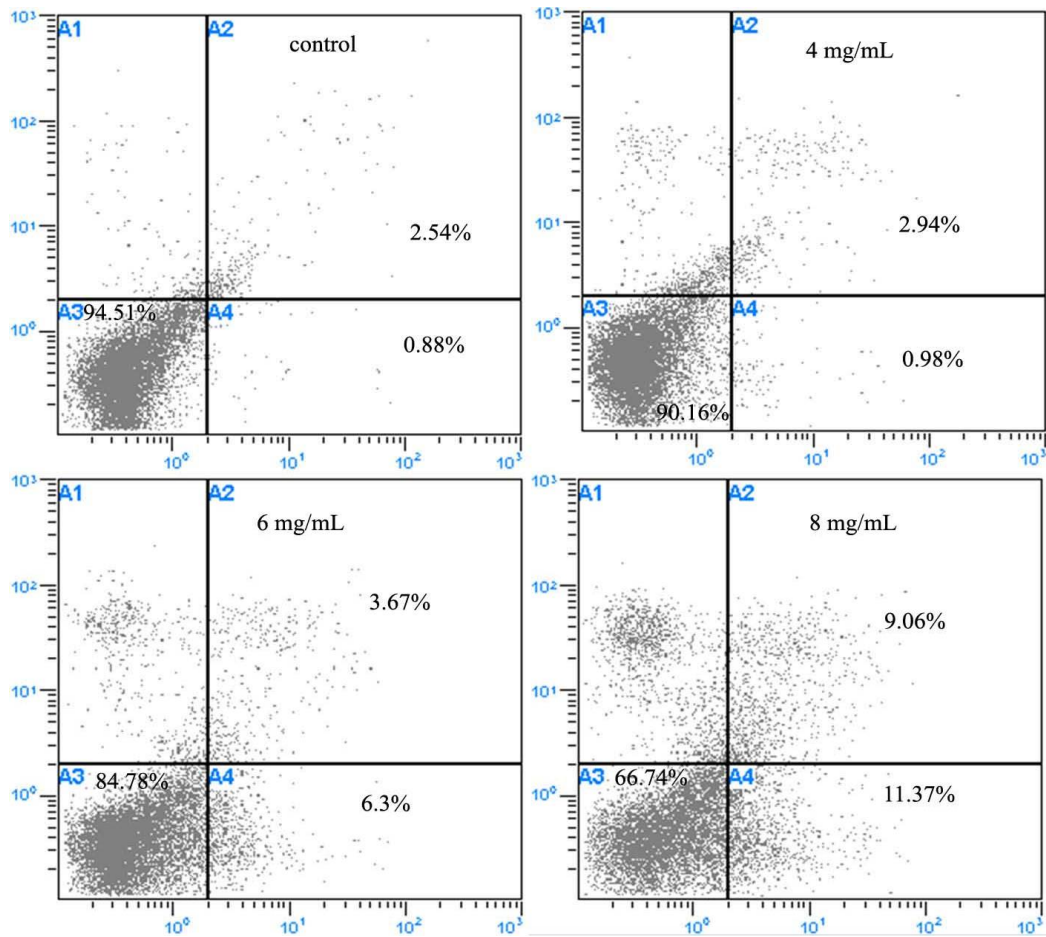 10³
A1
A2
control
10²
10¹
2.54%
A3
94.51%
A4
10⁰
0.88%
10⁰
10¹
10²
10³
10³
A1
A2
4 mg/mL
10²
10¹
2.94%
A3
A4
10⁰
0.98%
90.16%
10⁰
10¹
10²
10³
10³
A1
A2
6 mg/mL
10²
3.67%
10¹
A3
84.78%
A4
10⁰
6.3%
10⁰
10¹
10²
10³
10³
A1
A2
8 mg/mL
10²
9.06%
10¹
A3
66.74%
A4
10⁰
11.37%
10⁰
10¹
10²
10³